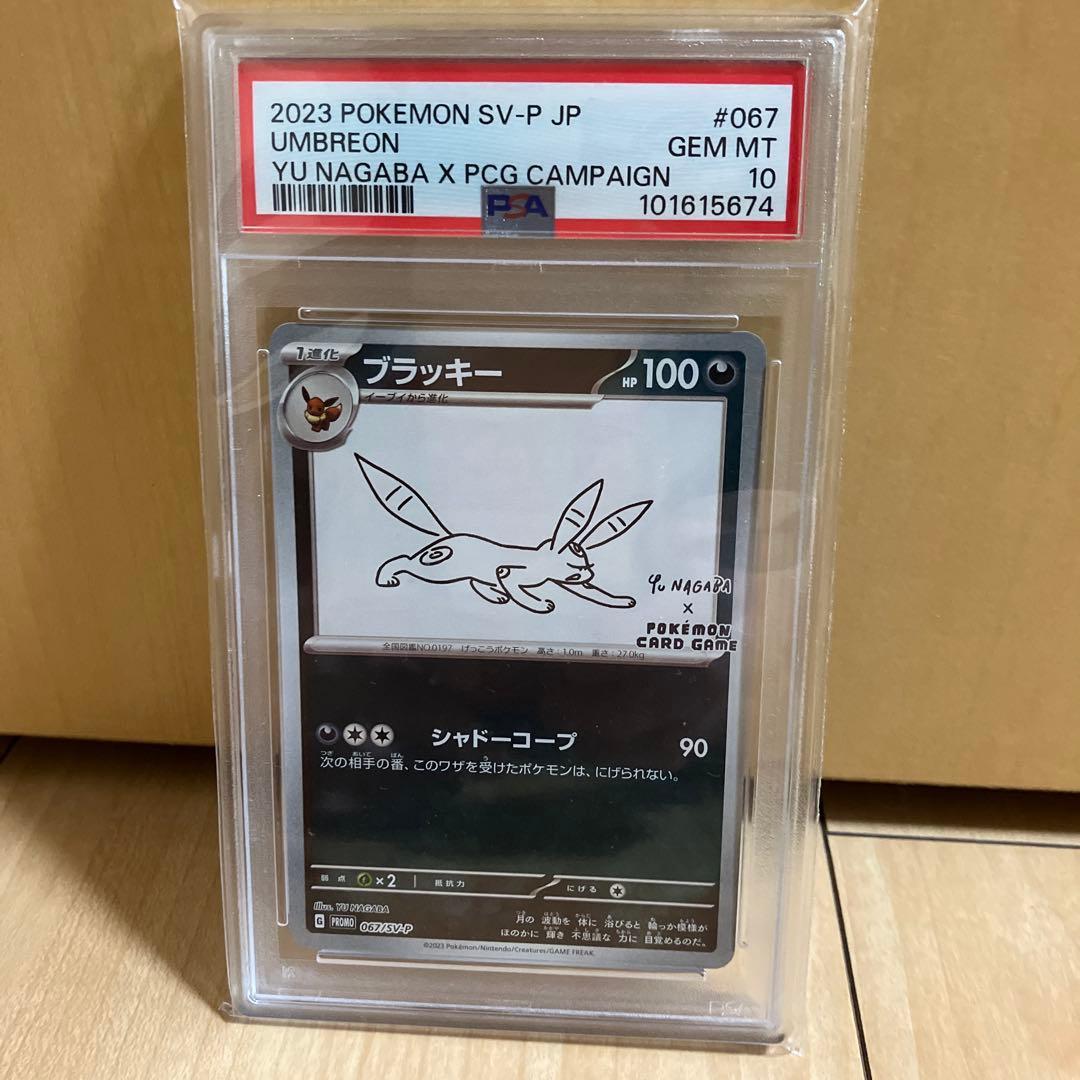 2023 POKEMON SV-P JP #067
UMBREON GEM MT
YU NAGABA X PCG CAMPAIGN 10
PSA 101615674
1進化 ブラッキー HP 100
イーブイから進化
Yu NAGABA
×
POKÉMON
CARD GAME
全国図鑑NO.0197 げっこうポケモン 高さ:1.0m 重さ:27.0kg
シャドーコープ 90
次の相手の番、このワザを受けたポケモンは、にげられない。
弱点 ×2 抵抗力 にげる
Illus. YU NAGABA
G PROMO 067/SV-P
月の波動を体に浴びると輪っか模様が
ほのかに輝き不思議な力に目覚めるのだ。
©2023 Pokémon/Nintendo/Creatures/GAME FREAK.